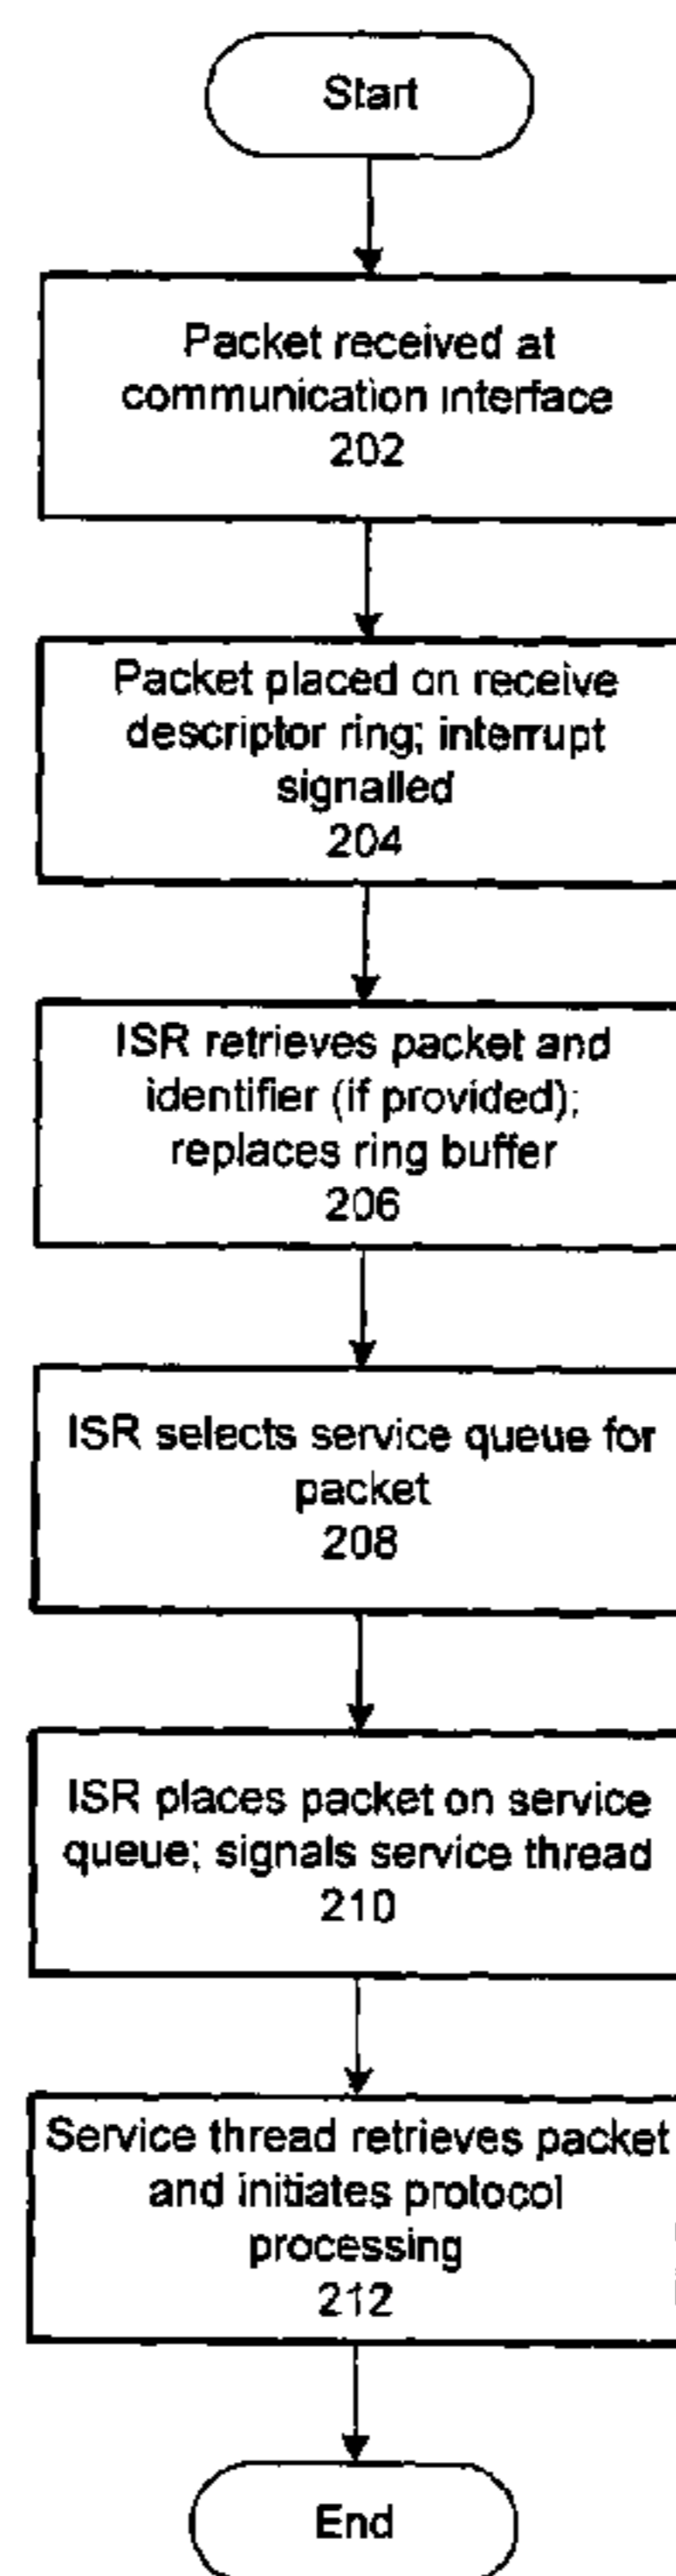 Start
Packet received at
communication interface
202
Packet placed on receive
descriptor ring; interrupt
signalled
204
ISR retrieves packet and
identifier (if provided);
replaces ring buffer
206
ISR selects service queue for
packet
208
ISR places packet on service
queue; signals service thread
210
Service thread retrieves packet
and initiates protocol
processing
212
End